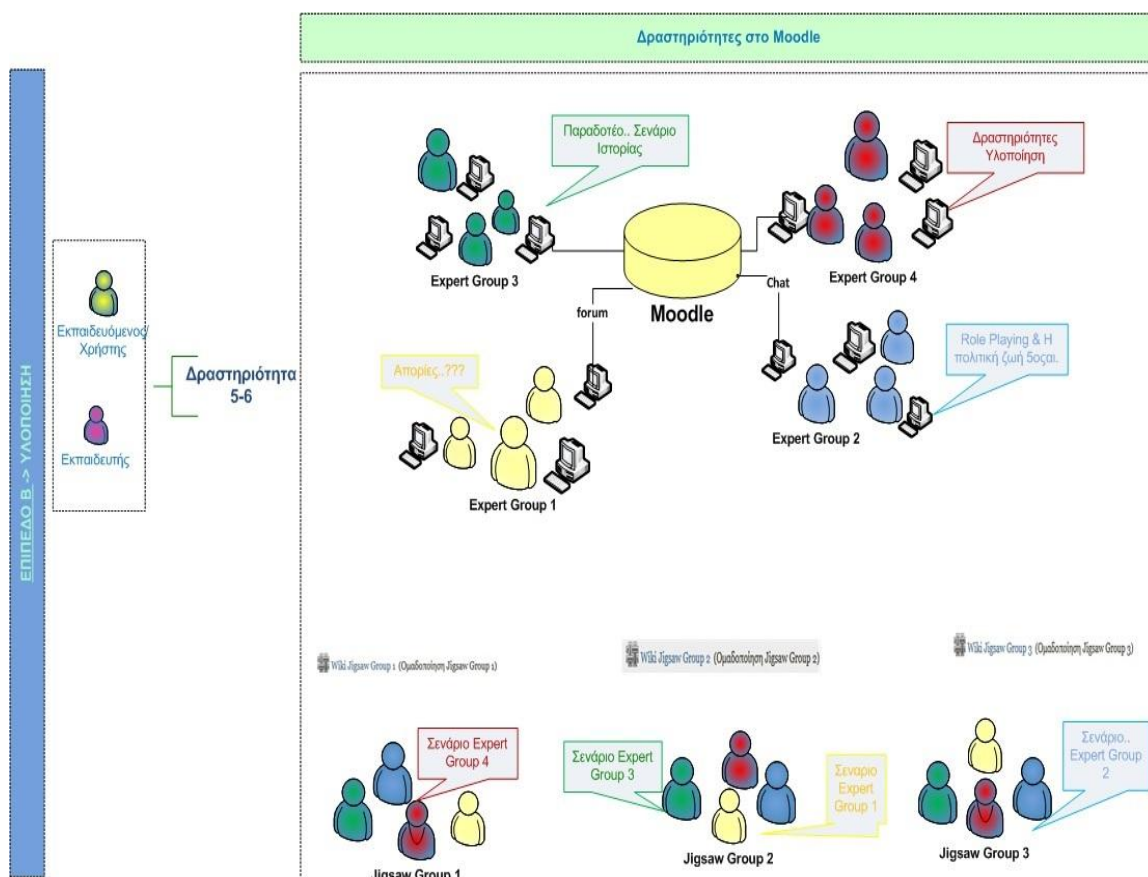 Δραστηριότητες στο Moodle
ΕΠΙΠΕΔΟ Β -> ΥΛΟΠΟΙΗΣΗ
Εκπαιδευόμενος/
Χρήστης
Εκπαιδευτής
Δραστηριότητα
5-6
Παραδοτέο.. Σενάριο
Ιστορίας
Δραστηριότητες
Υλοποίηση
Expert Group 3
Expert Group 4
Moodle
forum
Chat
Απορίες..???
Role Playing & Η
πολιτική ζωή 5οςαι.
Expert Group 2
Expert Group 1
Wiki Jigsaw Group 1 (Ομαδοποίηση Jigsaw Group 1)
Wiki Jigsaw Group 2 (Ομαδοποίηση Jigsaw Group 2)
Wiki Jigsaw Group 3 (Ομαδοποίηση Jigsaw Group 3)
Σενάριο Expert
Group 4
Σενάριο Expert
Group 3
Σεναριο
Expert
Group 1
Σενάριο..
Expert Group
2
Jigsaw Group 1
Jigsaw Group 2
Jigsaw Group 3